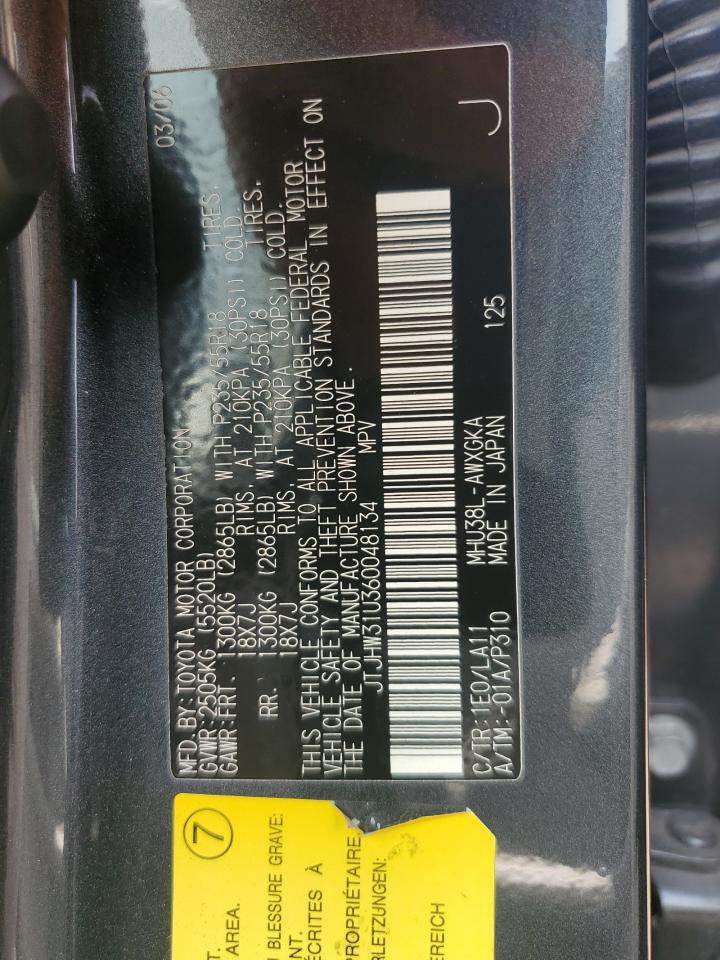 MFD. BY: TOYOTA MOTOR CORPORATION 03/06
GVWR: 2505KG (5520LB)
GAWR: FRT. 1300KG (2865LB) WITH P235/55R18 TIRES.
18X7J RIMS, AT 210KPA (30PSI) COLD.
RR. 1300KG (2865LB) WITH P235/55R18 TIRES.
18X7J RIMS, AT 210KPA (30PSI) COLD.
THIS VEHICLE CONFORMS TO ALL APPLICABLE FEDERAL MOTOR
VEHICLE SAFETY AND THEFT PREVENTION STANDARDS IN EFFECT ON
THE DATE OF MANUFACTURE SHOWN ABOVE.
JTJHW31U360048134 MPV
C/TR: 1E0/LA11 MHU38L-AWXGKA
A/TM: -01A/P310 MADE IN JAPAN 125
J
7
T.
AREA.
U BLESSURE GRAVE:
NT.
ÉCRITES À
PROPRIÉTAIRE
RLETZUNGEN:
EREICH